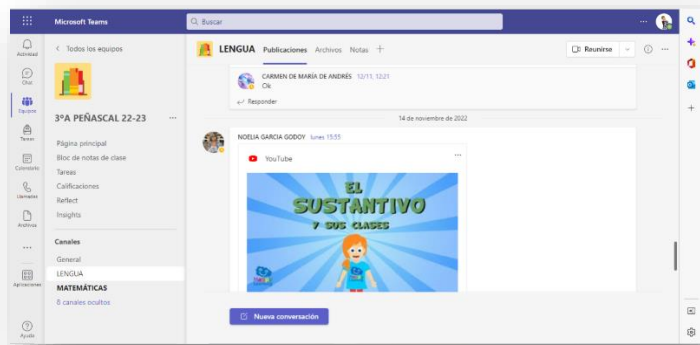 Microsoft Teams
Buscar
Actividad
Chat
Equipos
Tareas
Calendario
Llamadas
Archivos
Aplicaciones
Ayuda
Todos los equipos
3ºA PEÑASCAL 22-23
Página principal
Bloc de notas de clase
Tareas
Calificaciones
Reflect
Insights
Canales
General
LENGUA
MATEMÁTICAS
8 canales ocultos
LENGUA Publicaciones Archivos Notas
Reunirse
CARMEN DE MARÍA DE ANDRÉS 12/11, 12:21
Ok
Responder
14 de noviembre de 2022
NOELIA GARCIA GODOY lunes 15:55
YouTube
EL
SUSTANTIVO
Y SUS CLASES
Nueva conversación